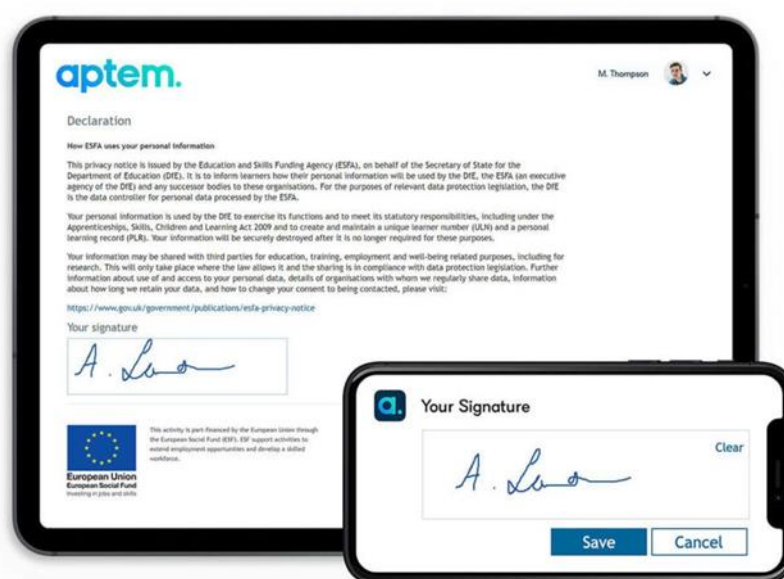 aptem.
M. Thompson
Declaration
How ESFA uses your personal information
This privacy notice is issued by the Education and Skills Funding Agency (ESFA), on behalf of the Secretary of State for the
Department of Education (DfE). It is to inform learners how their personal information will be used by the DfE, the ESFA (an executive
agency of the DfE) and any successor bodies to these organisations. For the purposes of relevant data protection legislation, the DfE
is the data controller for personal data processed by the ESFA.
Your personal information is used by the DfE to exercise its functions and to meet its statutory responsibilities, including under the
Apprenticeships, Skills, Children and Learning Act 2009 and to create and maintain a unique learner number (ULN) and a personal
learning record (PLR). Your information will be securely destroyed after it is no longer required for these purposes.
Your information may be shared with third parties for education, training, employment and well-being related purposes, including for
research. This will only take place where the law allows it and the sharing is in compliance with data protection legislation. Further
information about use of and access to your personal data, details of organisations with whom we regularly share data, information
about how long we retain your data, and how to change your consent to being contacted, please visit:
https://www.gov.uk/government/publications/esfa-privacy-notice
Your signature
A.
This activity is part-financed by the European Union through
the European Social Fund (ESF). ESF support activities to
extend employment opportunities and develop a skilled
workforce.
European Union
European Social Fund
Investing in jobs and skills
a.
Your Signature
Clear
A.
Save
Cancel